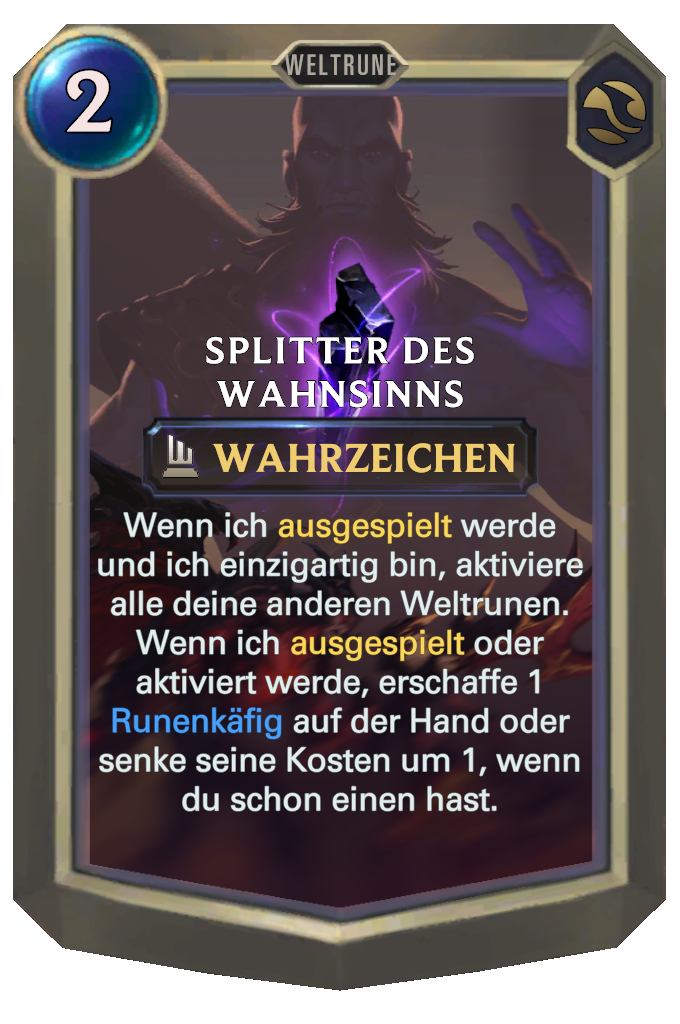 WELTRUNE
2
SPLITTER DES
WAHNSINNS
WAHRZEICHEN
Wenn ich ausgespielt werde
und ich einzigartig bin, aktiviere
alle deine anderen Weltrunen.
Wenn ich ausgespielt oder
aktiviert werde, erschaffe 1
Runenkäfig auf der Hand oder
senke seine Kosten um 1, wenn
du schon einen hast.